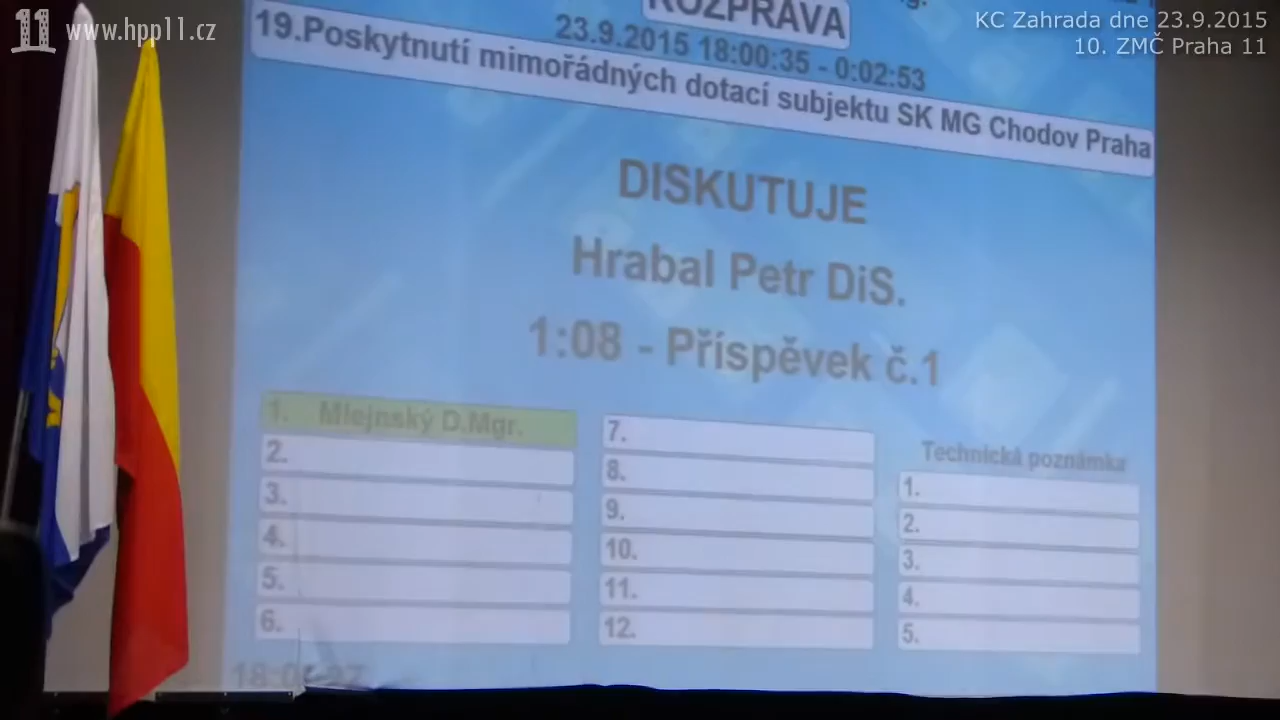 11 www.hpp11.cz
KC Zahrada dne 23.9.2015
10. ZMČ Praha 11
ROZPRAVA
23.9.2015 18:00:35 - 0:02:53
19.Poskytnutí mimořádných dotací subjektu SK MG Chodov Praha
DISKUTUJE
Hrabal Petr DiS.
1:08 - Příspěvek č.1
1. Mlejnský D.Mgr.
2.
3.
4.
5.
6.
7.
8.
9.
10.
11.
12.
Technická poznámka
1.
2.
3.
4.
5.